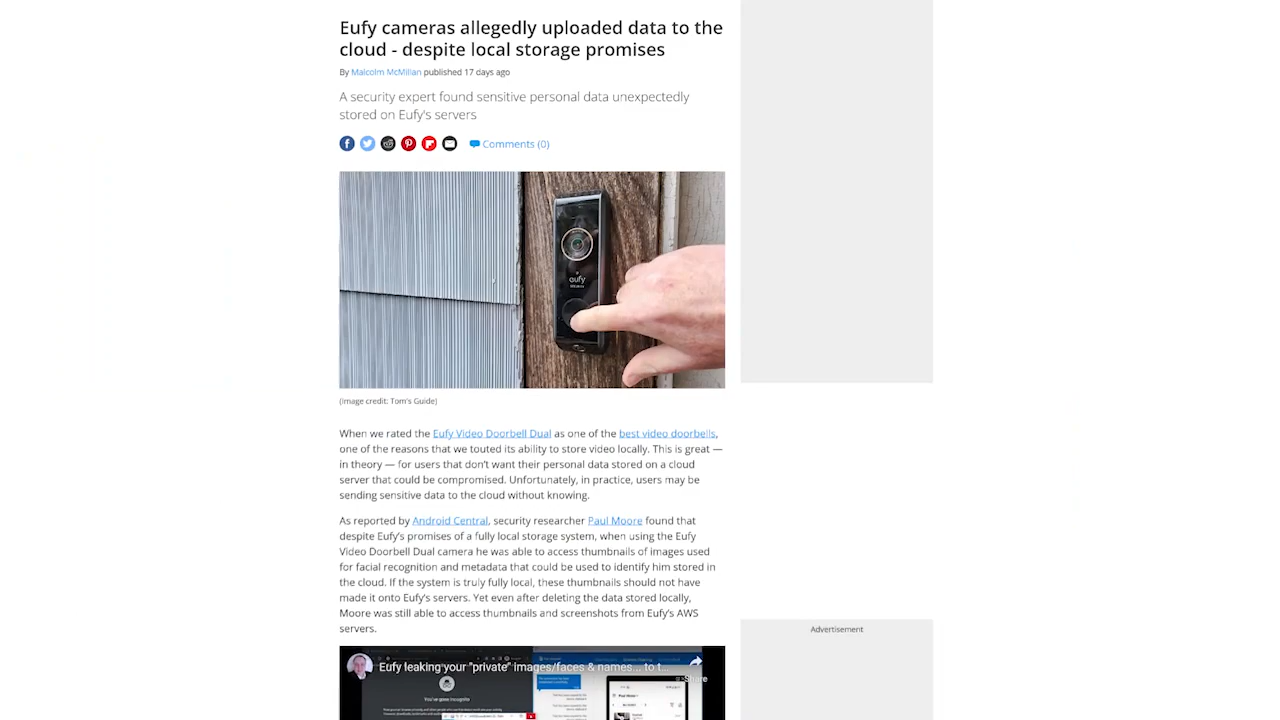 Eufy cameras allegedly uploaded data to the
cloud - despite local storage promises
By Malcolm McMillan published 17 days ago
A security expert found sensitive personal data unexpectedly
stored on Eufy's servers
Comments (0)
eufy
(Image credit: Tom's Guide)
When we rated the Eufy Video Doorbell Dual as one of the best video doorbells,
one of the reasons that we touted its ability to store video locally. This is great —
in theory — for users that don't want their personal data stored on a cloud
server that could be compromised. Unfortunately, in practice, users may be
sending sensitive data to the cloud without knowing.
As reported by Android Central, security researcher Paul Moore found that
despite Eufy's promises of a fully local storage system, when using the Eufy
Video Doorbell Dual camera he was able to access thumbnails of images used
for facial recognition and metadata that could be used to identify him stored in
the cloud. If the system is truly fully local, these thumbnails should not have
made it onto Eufy's servers. Yet even after deleting the data stored locally,
Moore was still able to access thumbnails and screenshots from Eufy's AWS
servers.
Advertisement
Eufy leaking your "private" images/faces & names... to t...
Share
You've gone Incognito